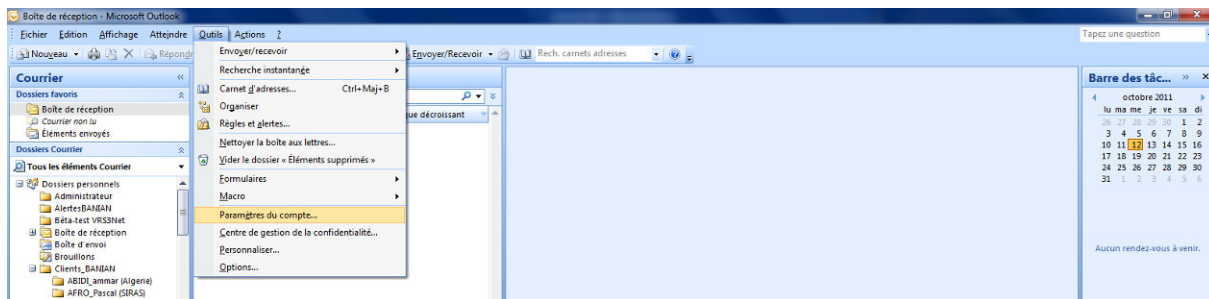 Boîte de réception - Microsoft Outlook
Fichier Edition Affichage Atteindre Outils Actions ?
Tapez une question
Nouveau Répond Envoyer/Recevoir Rech. carnets adresses
Courrier
Dossiers favoris
Boîte de réception
Courrier non lu
Éléments envoyés
Dossiers Courrier
Tous les éléments Courrier
Dossiers personnels
Administrateur
AlertesBANIAN
Béta-test VRS3Net
Boîte de réception
Boîte d'envoi
Brouillons
Clients_BANIAN
ABIDI_ammar (Algerie)
AFRO_Pascal (SIRAS)
Envoyer/recevoir
Recherche instantanée
Carnet d'adresses... Ctrl+Maj+B
Organiser
Règles et alertes...
Nettoyer la boîte aux lettres...
Vider le dossier « Éléments supprimés »
Formulaires
Macro
Paramètres du compte...
Centre de gestion de la confidentialité...
Personnaliser...
Options...
que décroissant
Barre des tâc...
octobre 2011
lu ma me je ve sa di
26 27 28 29 30 1 2
3 4 5 6 7 8 9
10 11 12 13 14 15 16
17 18 19 20 21 22 23
24 25 26 27 28 29 30
31 1 2 3 4 5 6
Aucun rendez-vous à venir.